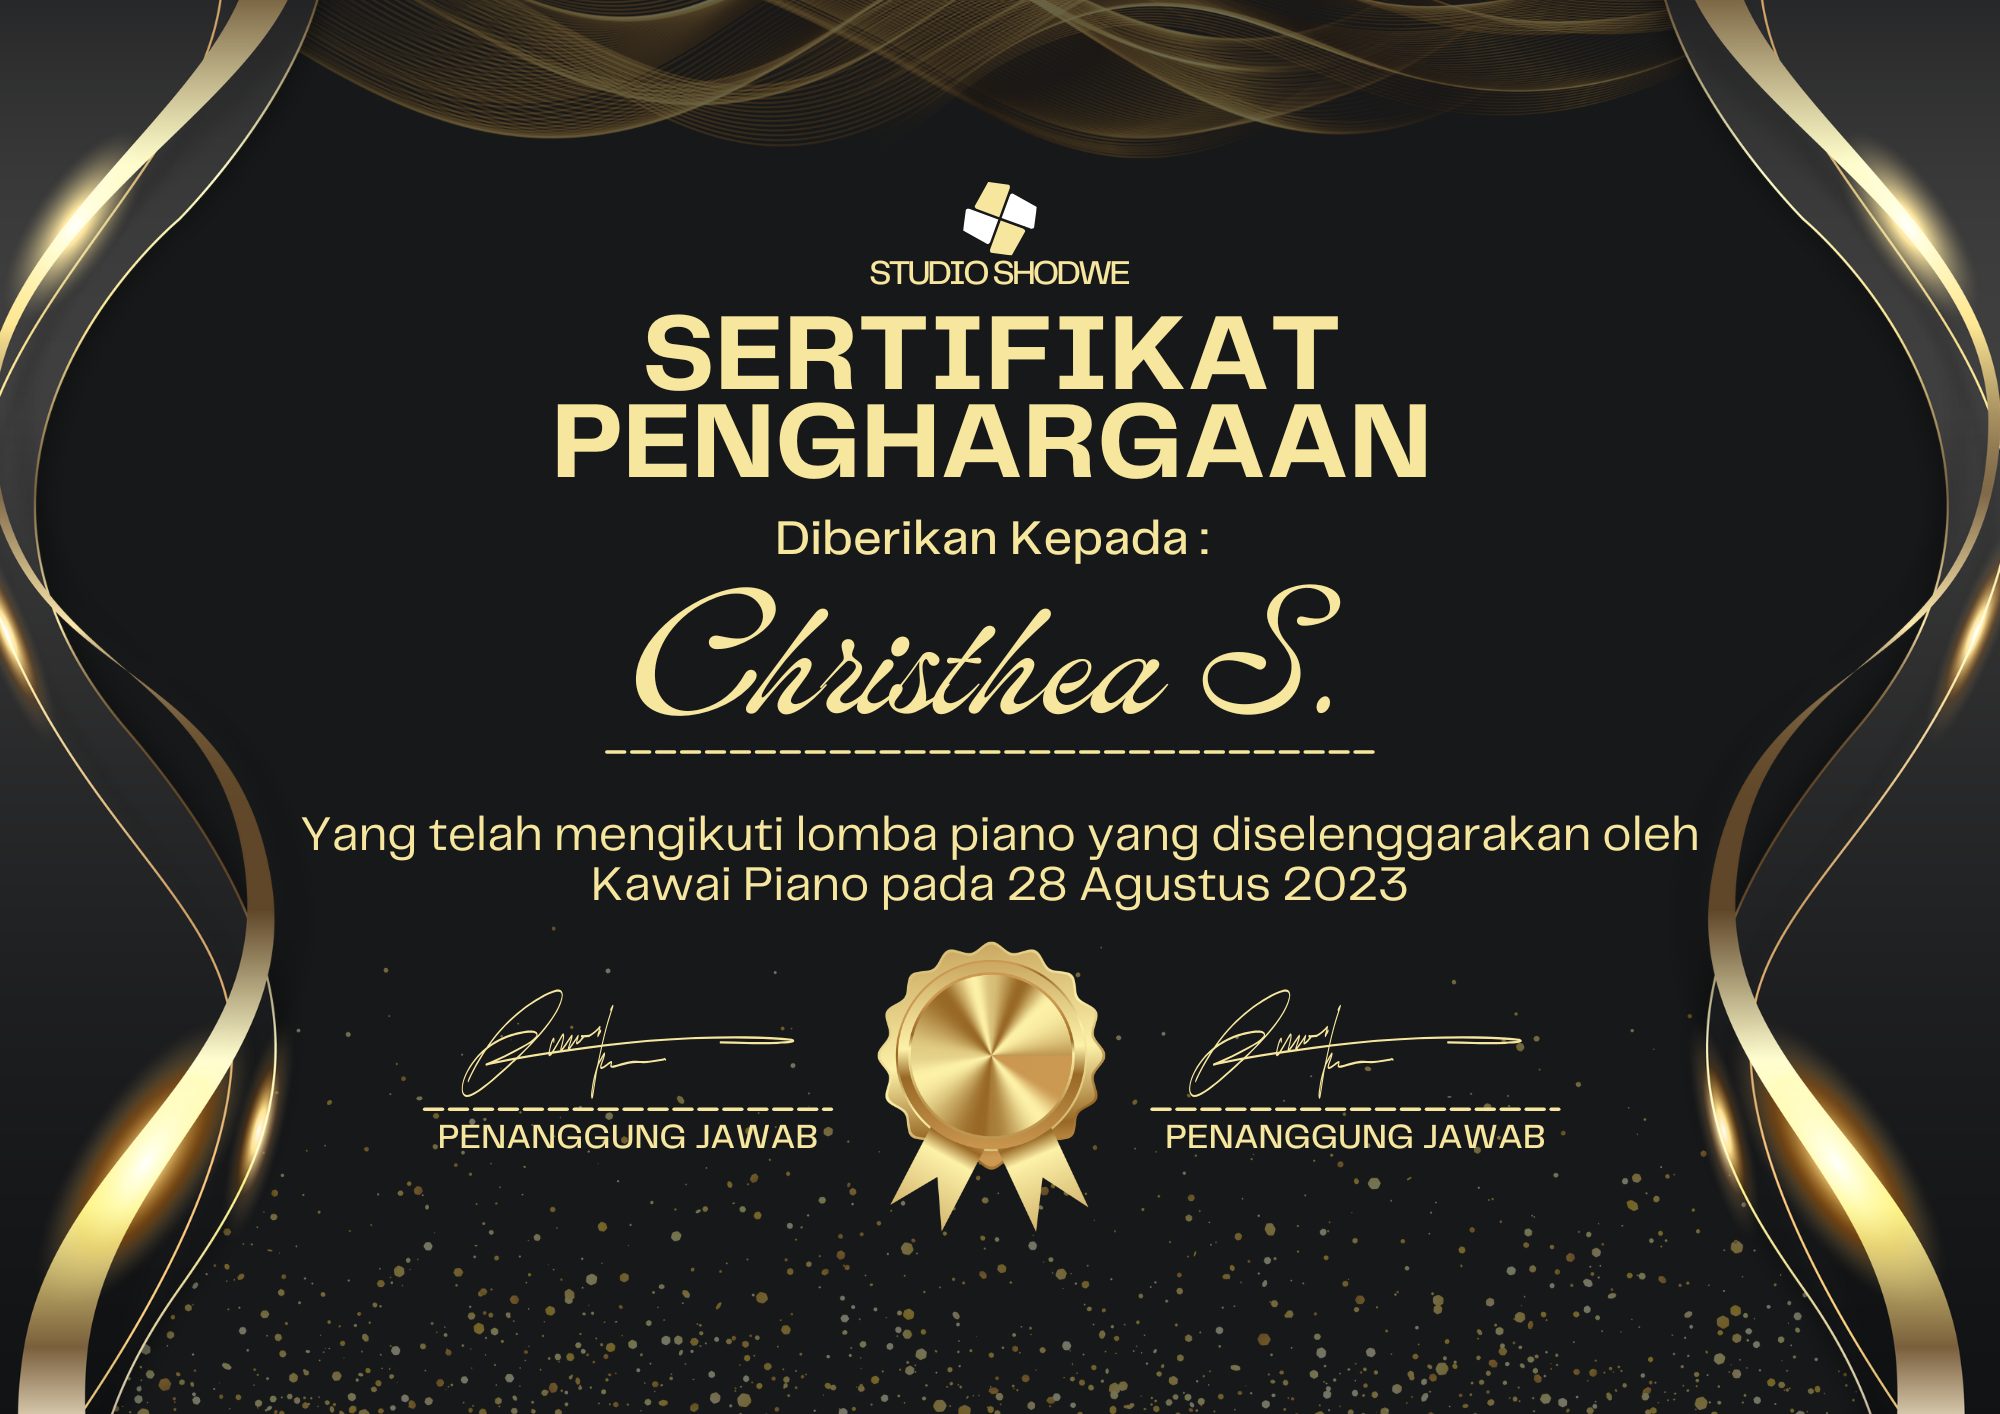 STUDIO SHODWE
SERTIFIKAT
PENGHARGAAN
Diberikan Kepada :
Christhea S.
Yang telah mengikuti lomba piano yang diselenggarakan oleh
Kawai Piano pada 28 Agustus 2023
PENANGGUNG JAWAB
PENANGGUNG JAWAB